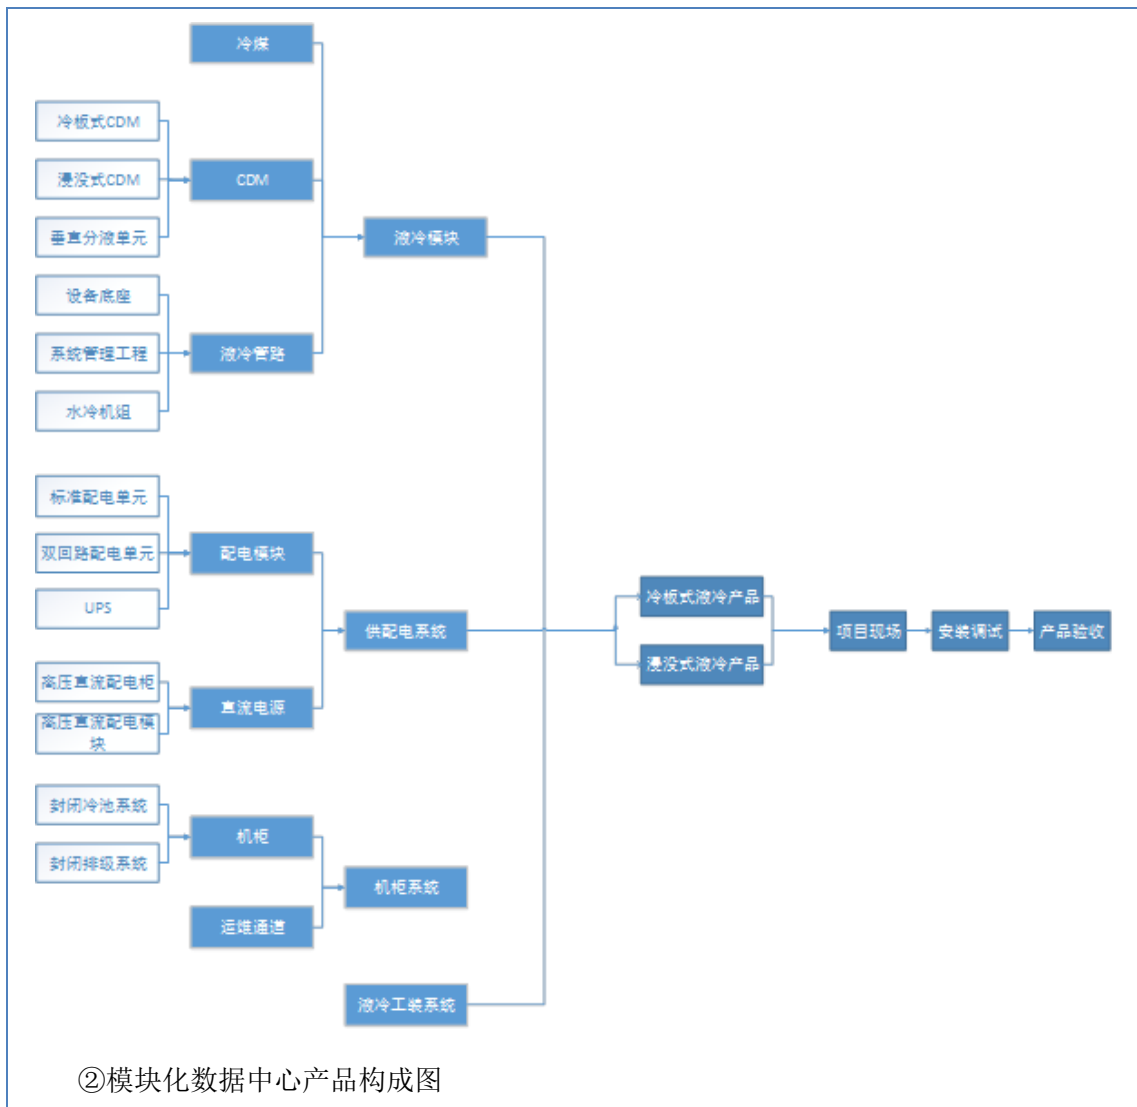 冷媒
冷板式CDM
浸没式CDM
垂直分液单元
CDM
设备底座
系统管理工程
水冷机组
液冷管路
液冷模块
标准配电单元
双回路配电单元
UPS
配电模块
高压直流配电柜
高压直流配电模
块
直流电源
供配电系统
封闭冷池系统
封闭排级系统
机柜
运维通道
机柜系统
液冷工装系统
冷板式液冷产品
浸没式液冷产品
项目现场
安装调试
产品验收
②模块化数据中心产品构成图